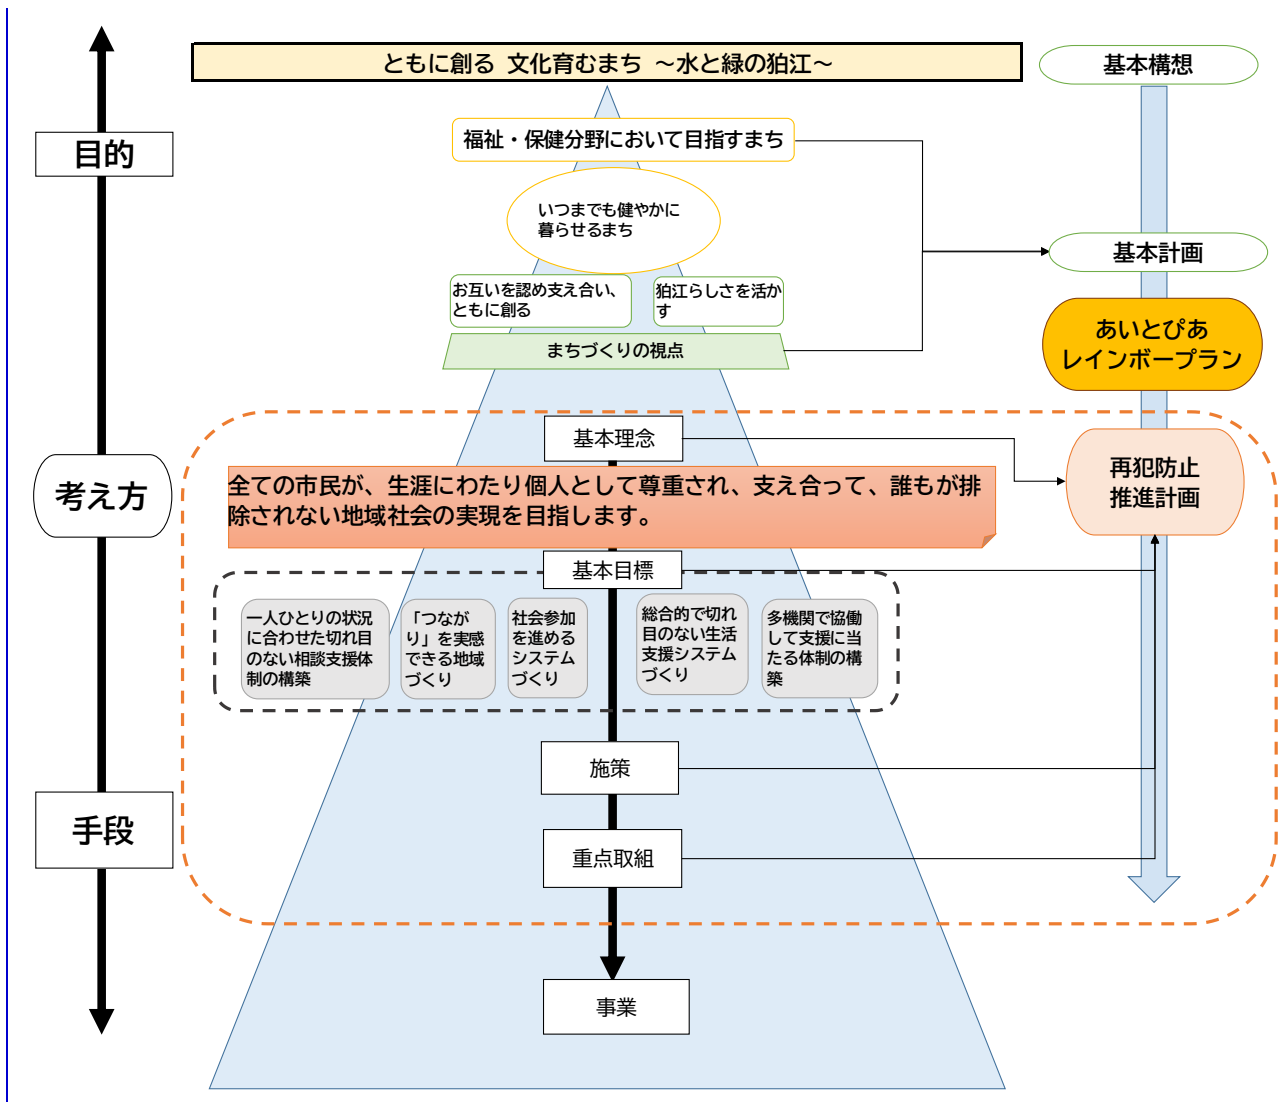 ともに創る 文化育むまち ～水と緑の狛江～
基本構想
目的
福祉・保健分野において目指すまち
いつまでも健やかに
暮らせるまち
基本計画
お互いを認め支え合い、
ともに創る
狛江らしさを活か
す
まちづくりの視点
あいとぴあ
レインボープラン
考え方
基本理念
再犯防止
推進計画
全ての市民が、生涯にわたり個人として尊重され、支え合って、誰もが排
除されない地域社会の実現を目指します。
基本目標
一人ひとりの状況
に合わせた切れ目
のない相談支援体
制の構築
「つなが
り」を実感
できる地域
づくり
社会参加
を進める
システム
づくり
総合的で切れ
目のない生活
支援システム
づくり
多機関で協働
して支援に当
たる体制の構
築
手段
施策
重点取組
事業